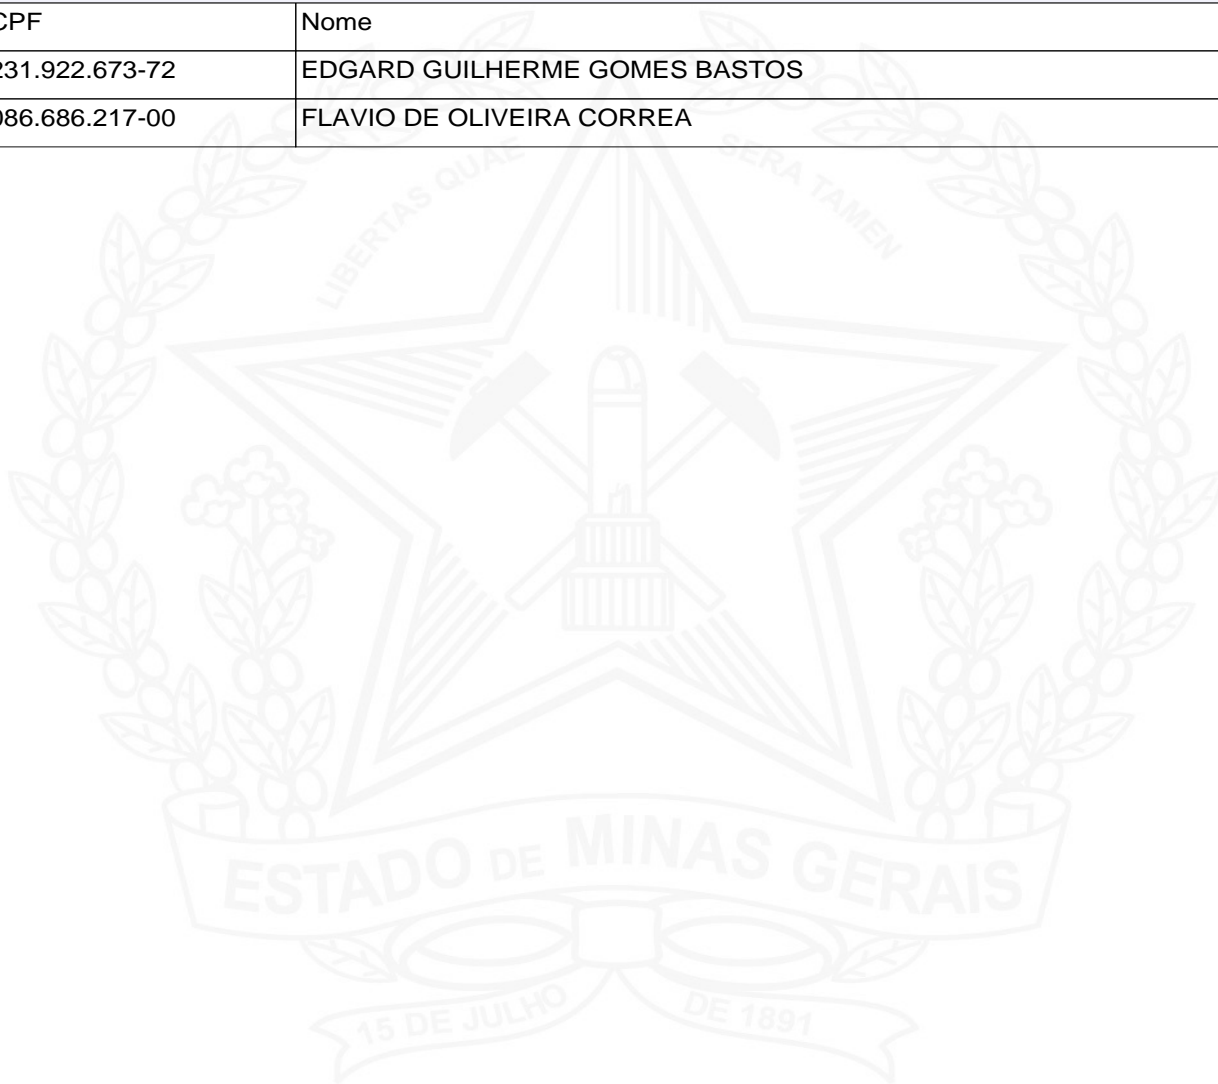 CPF Nome
231.922.673-72 EDGARD GUILHERME GOMES BASTOS
086.686.217-00 FLAVIO DE OLIVEIRA CORREA
LIBERTAS QUAE SERA TAMEN
ESTADO DE MINAS GERAIS
15 DE JULHO DE 1891